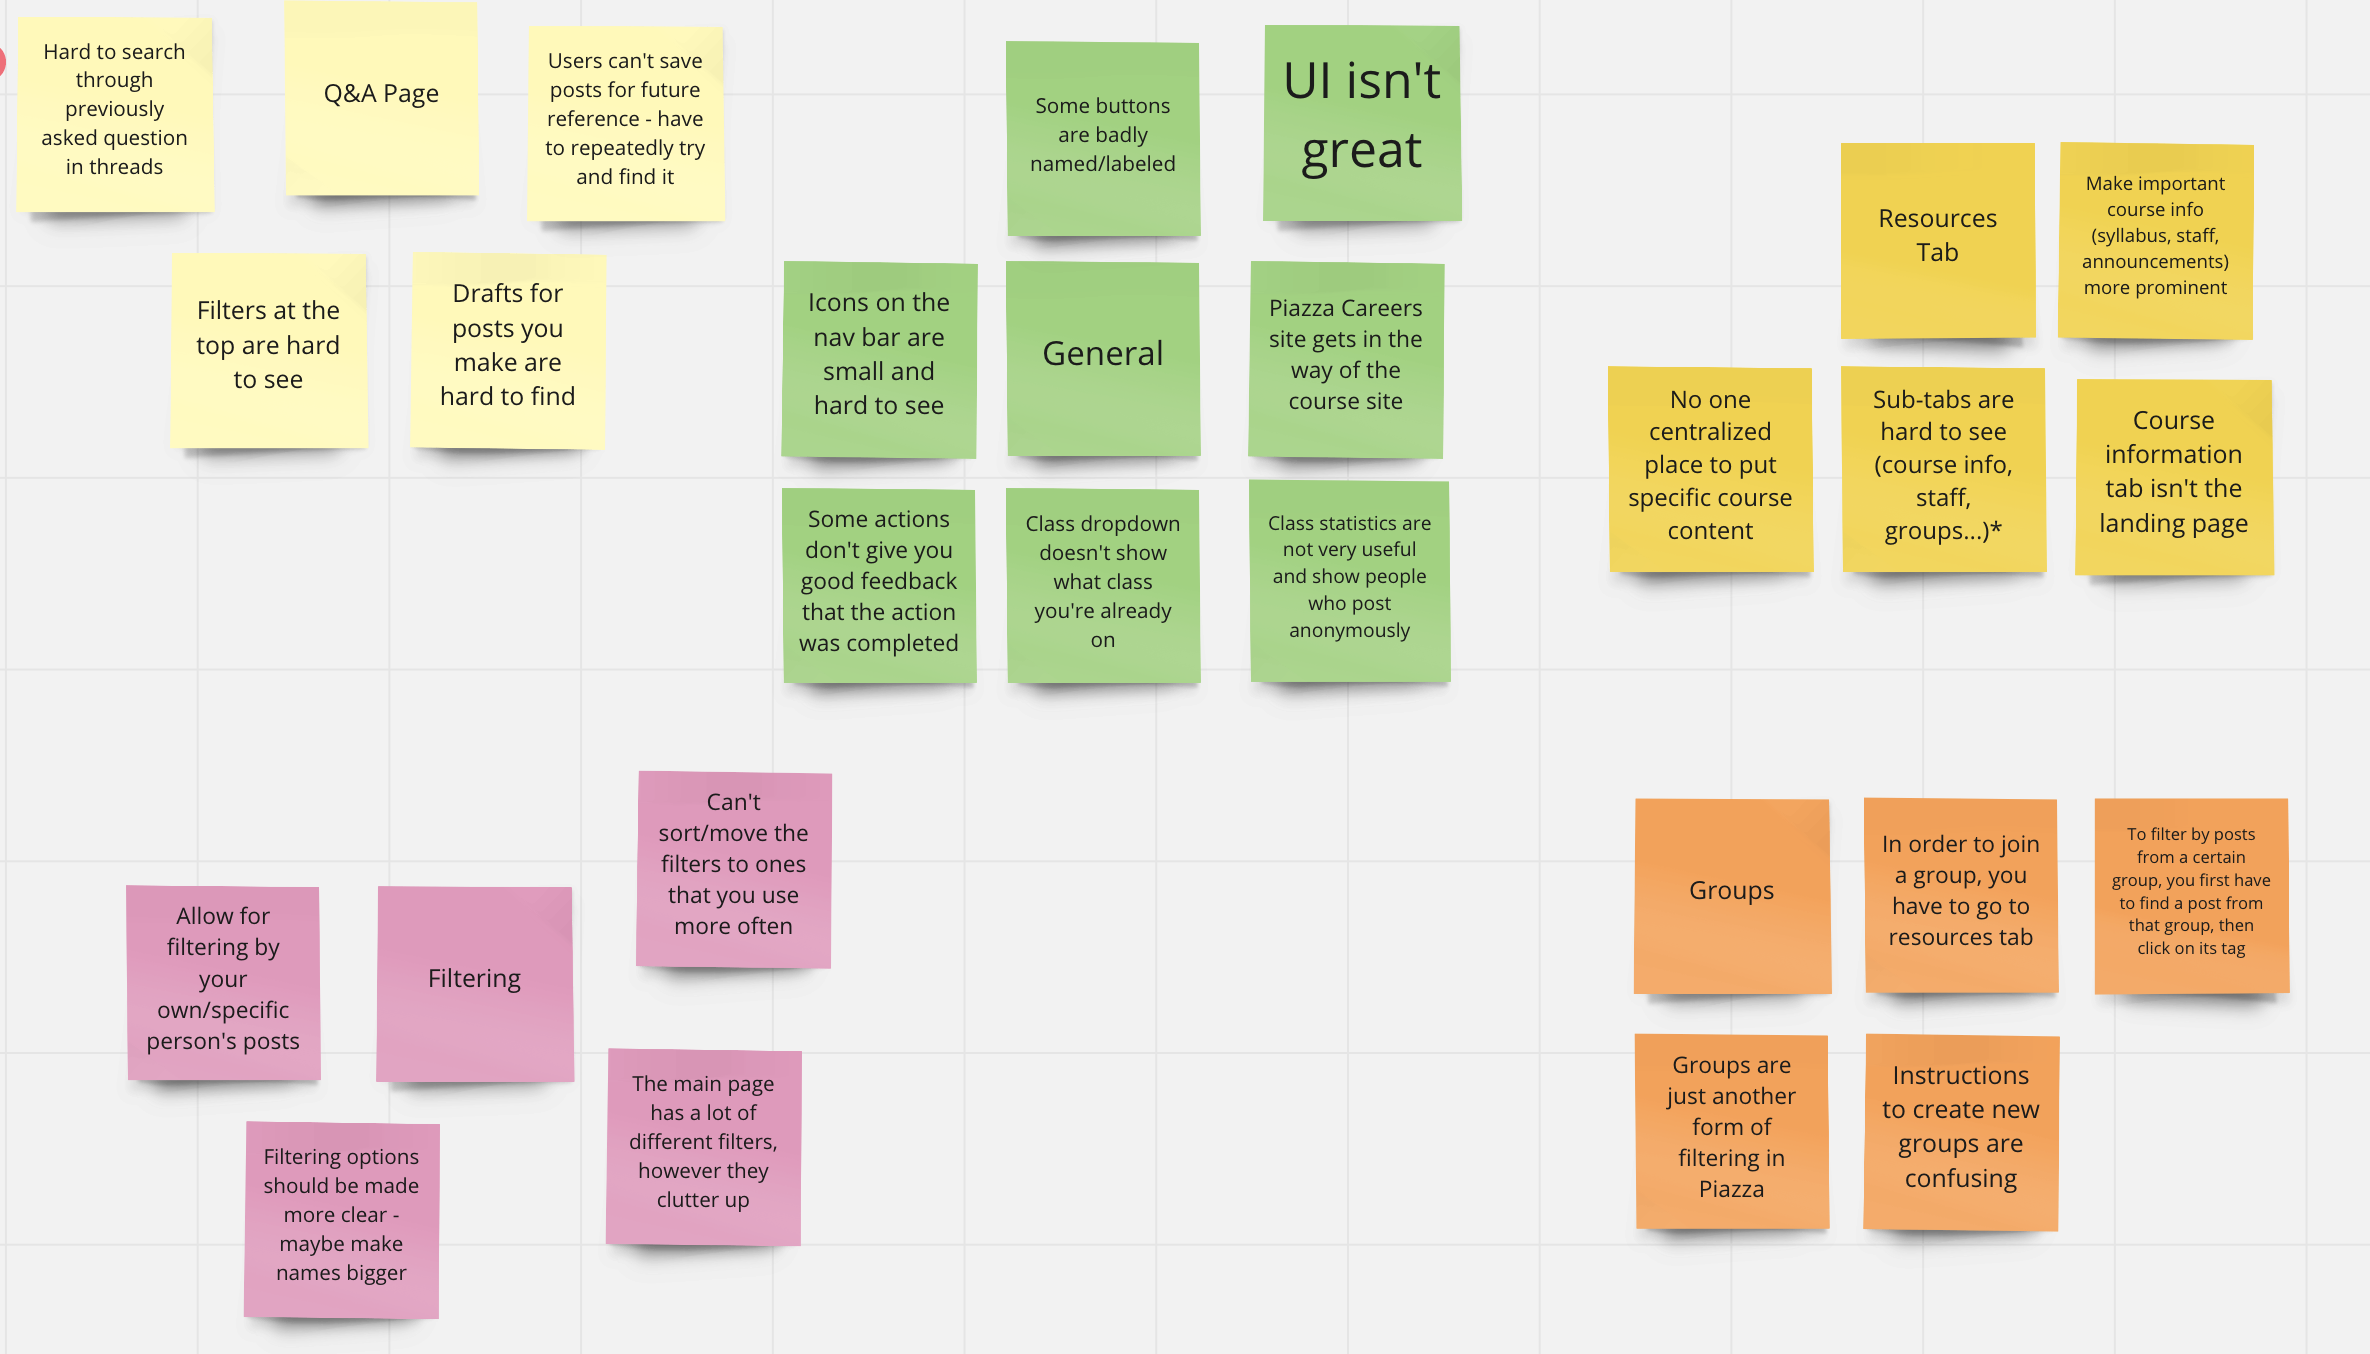 Hard to search
through
previously
asked question
in threads
Q&A Page
Users can't save
posts for future
reference - have
to repeatedly try
and find it
Filters at the
top are hard
to see
Drafts for
posts you
make are
hard to find
Some buttons
are badly
named/labeled
UI isn't
great
Icons on the
nav bar are
small and
hard to see
General
Piazza Careers
site gets in the
way of the
course site
Some actions
don't give you
good feedback
that the action
was completed
Class dropdown
doesn't show
what class
you're already
on
Class statistics are
not very useful
and show people
who post
anonymously
Resources
Tab
Make important
course info
(syllabus, staff,
announcements)
more prominent
No one
centralized
place to put
specific course
content
Sub-tabs are
hard to see
(course info,
staff,
groups...)*
Course
information
tab isn't the
landing page
Can't
sort/move the
filters to ones
that you use
more often
Allow for
filtering by
your
own/specific
person's posts
Filtering
The main page
has a lot of
different filters,
however they
clutter up
Filtering options
should be made
more clear -
maybe make
names bigger
Groups
In order to join
a group, you
have to go to
resources tab
To filter by posts
from a certain
group, you first have
to find a post from
that group, then
click on its tag
Groups are
just another
form of
filtering in
Piazza
Instructions
to create new
groups are
confusing